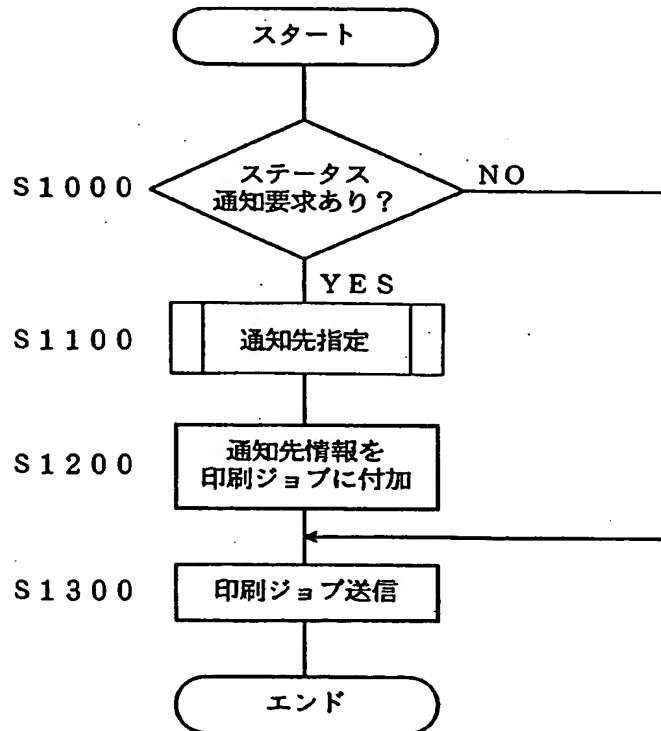 スタート
S1000
ステータス
通知要求あり?
NO
YES
S1100
通知先指定
S1200
通知先情報を
印刷ジョブに付加
S1300
印刷ジョブ送信
エンド